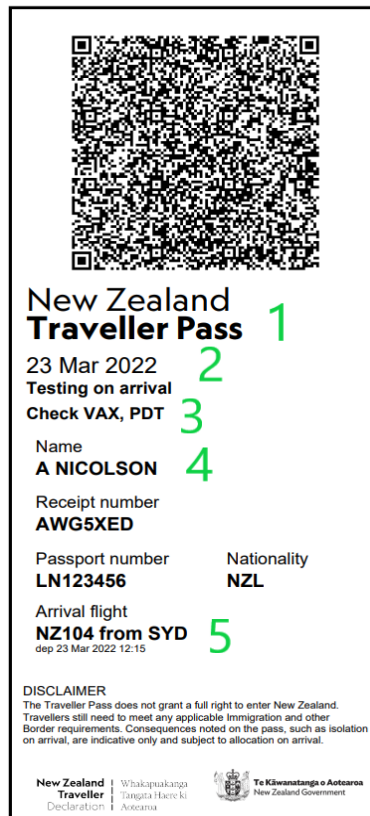 New Zealand
Traveller Pass 1
23 Mar 2022 2
Testing on arrival
Check VAX, PDT 3
Name
A NICOLSON 4
Receipt number
AWG5XED
Passport number Nationality
LN123456 NZL
Arrival flight
NZ104 from SYD 5
dep 23 Mar 2022 12:15
DISCLAIMER
The Traveller Pass does not grant a full right to enter New Zealand.
Travellers still need to meet any applicable Immigration and other
Border requirements. Consequences noted on the pass, such as isolation
on arrival, are indicative only and subject to allocation on arrival.
New Zealand
Traveller
Declaration
Whakapuakanga
Tangata Haere ki
Aotearoa
Te Kāwanatanga o Aotearoa
New Zealand Government